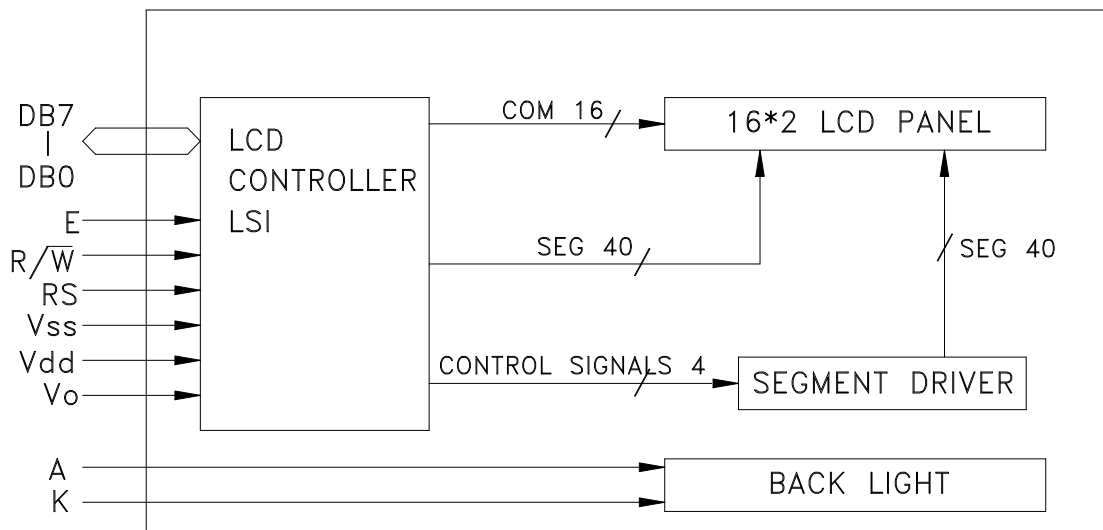 DB7
DB0
E
R/W̅
RS
Vss
Vdd
Vo
A
K
LCD
CONTROLLER
LSI
COM 16
16*2 LCD PANEL
SEG 40
SEG 40
CONTROL SIGNALS 4
SEGMENT DRIVER
BACK LIGHT